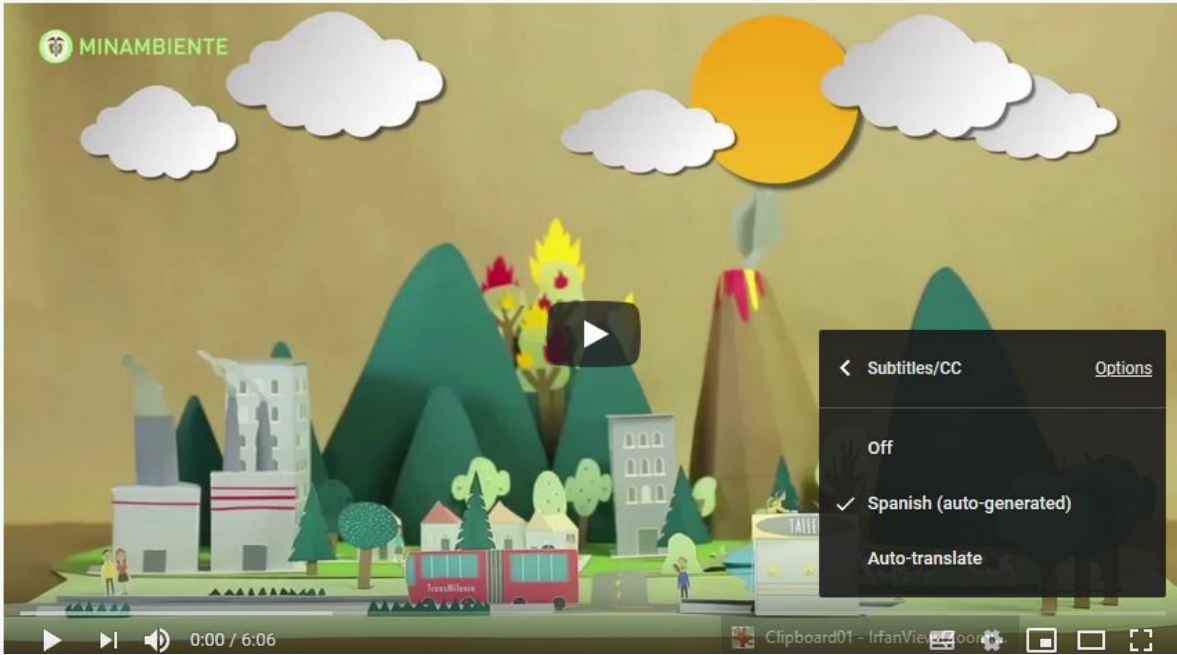 MINAMBIENTE
Subtitles/CC
Options
Off
Spanish (auto-generated)
Auto-translate
TransMilenio
0:00 / 6:06
Clipboard01 - IrfanView